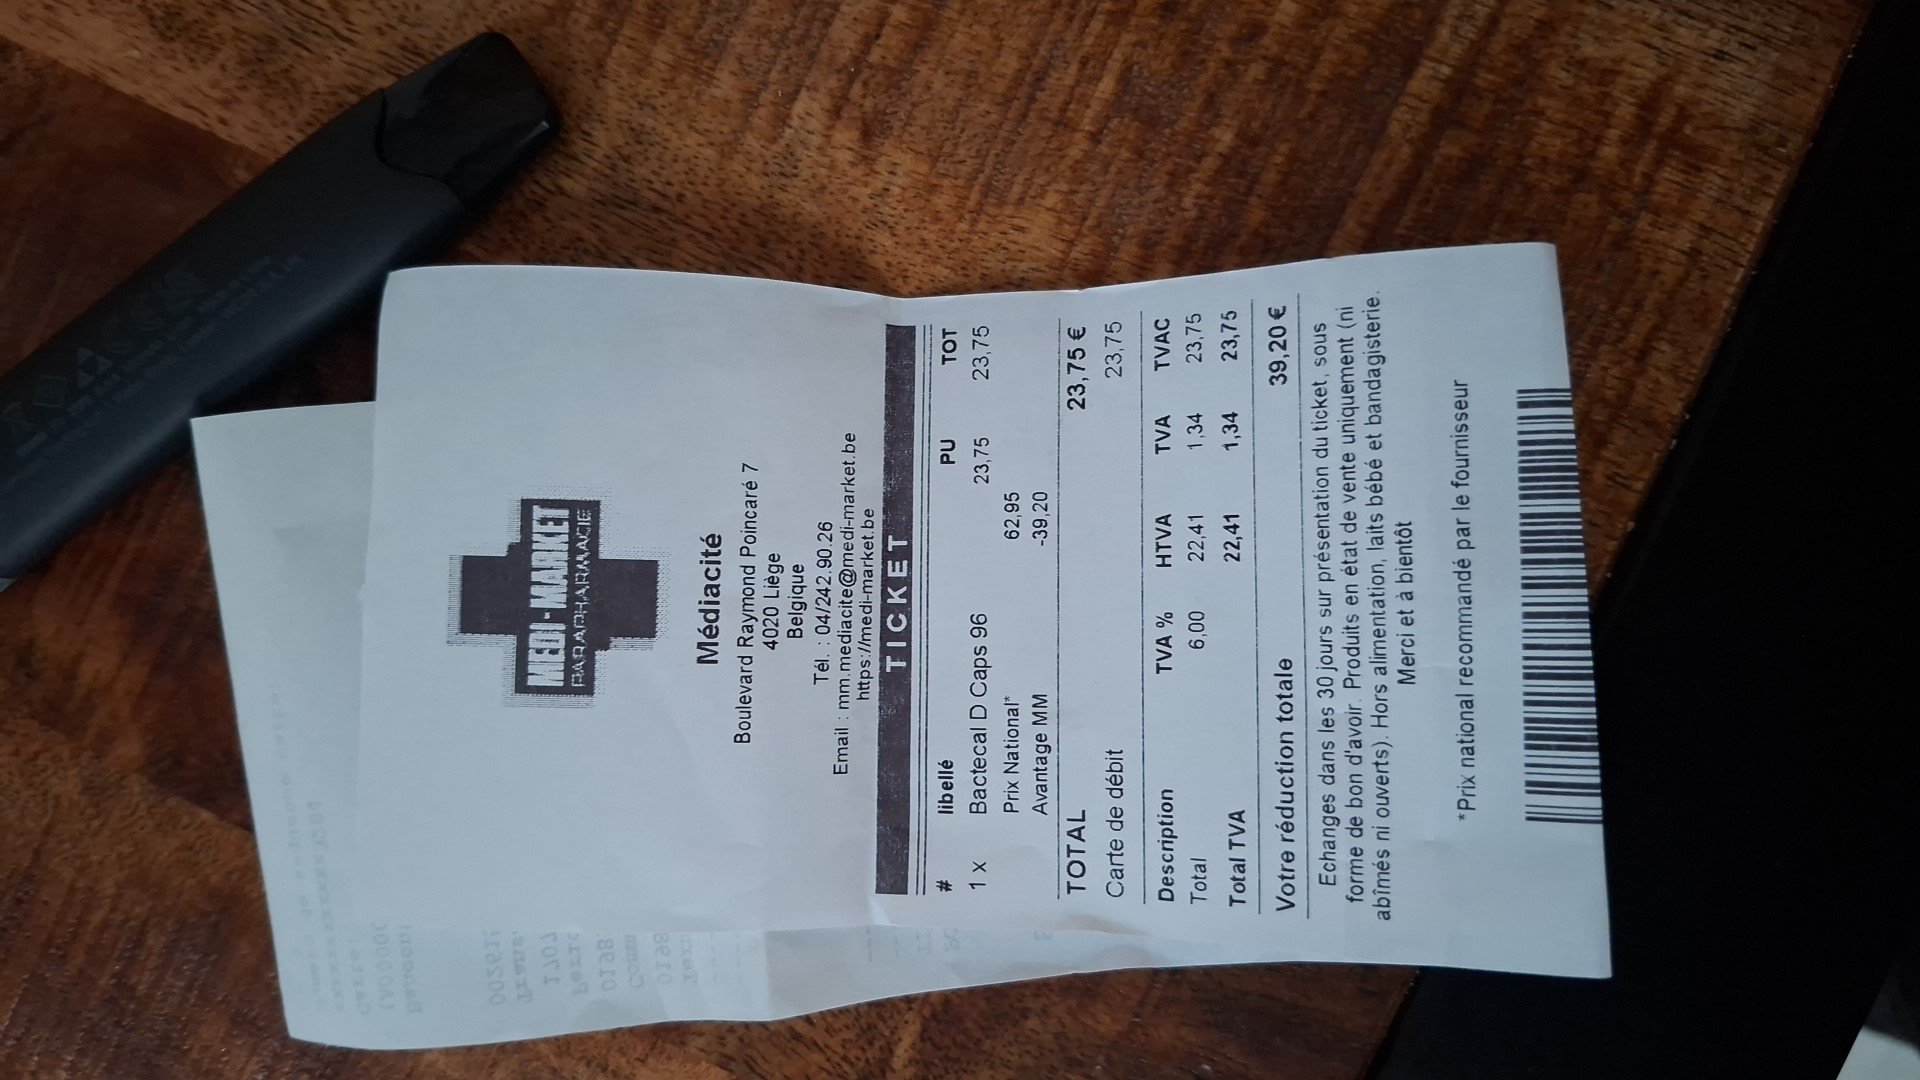 MEDI-MARKET
PARAPHARMACIE
Médiacité
Boulevard Raymond Poincaré 7
4020 Liège
Belgique
Tél. : 04/242.90.26
Email : mm.mediacite@medi-market.be
https://medi-market.be
TICKET
# libellé PU TOT
1 x Bactecal D Caps 96 23,75 23,75
Prix National* 62,95
Avantage MM -39,20
TOTAL 23,75 €
Carte de débit 23,75
Description TVA % HTVA TVA TVAC
Total 6,00 22,41 1,34 23,75
Total TVA 22,41 1,34 23,75
Votre réduction totale 39,20 €
Echanges dans les 30 jours sur présentation du ticket, sous
forme de bon d'avoir. Produits en état de vente uniquement (ni
abîmés ni ouverts). Hors alimentation, laits bébé et bandagisterie.
Merci et à bientôt
*Prix national recommandé par le fournisseur